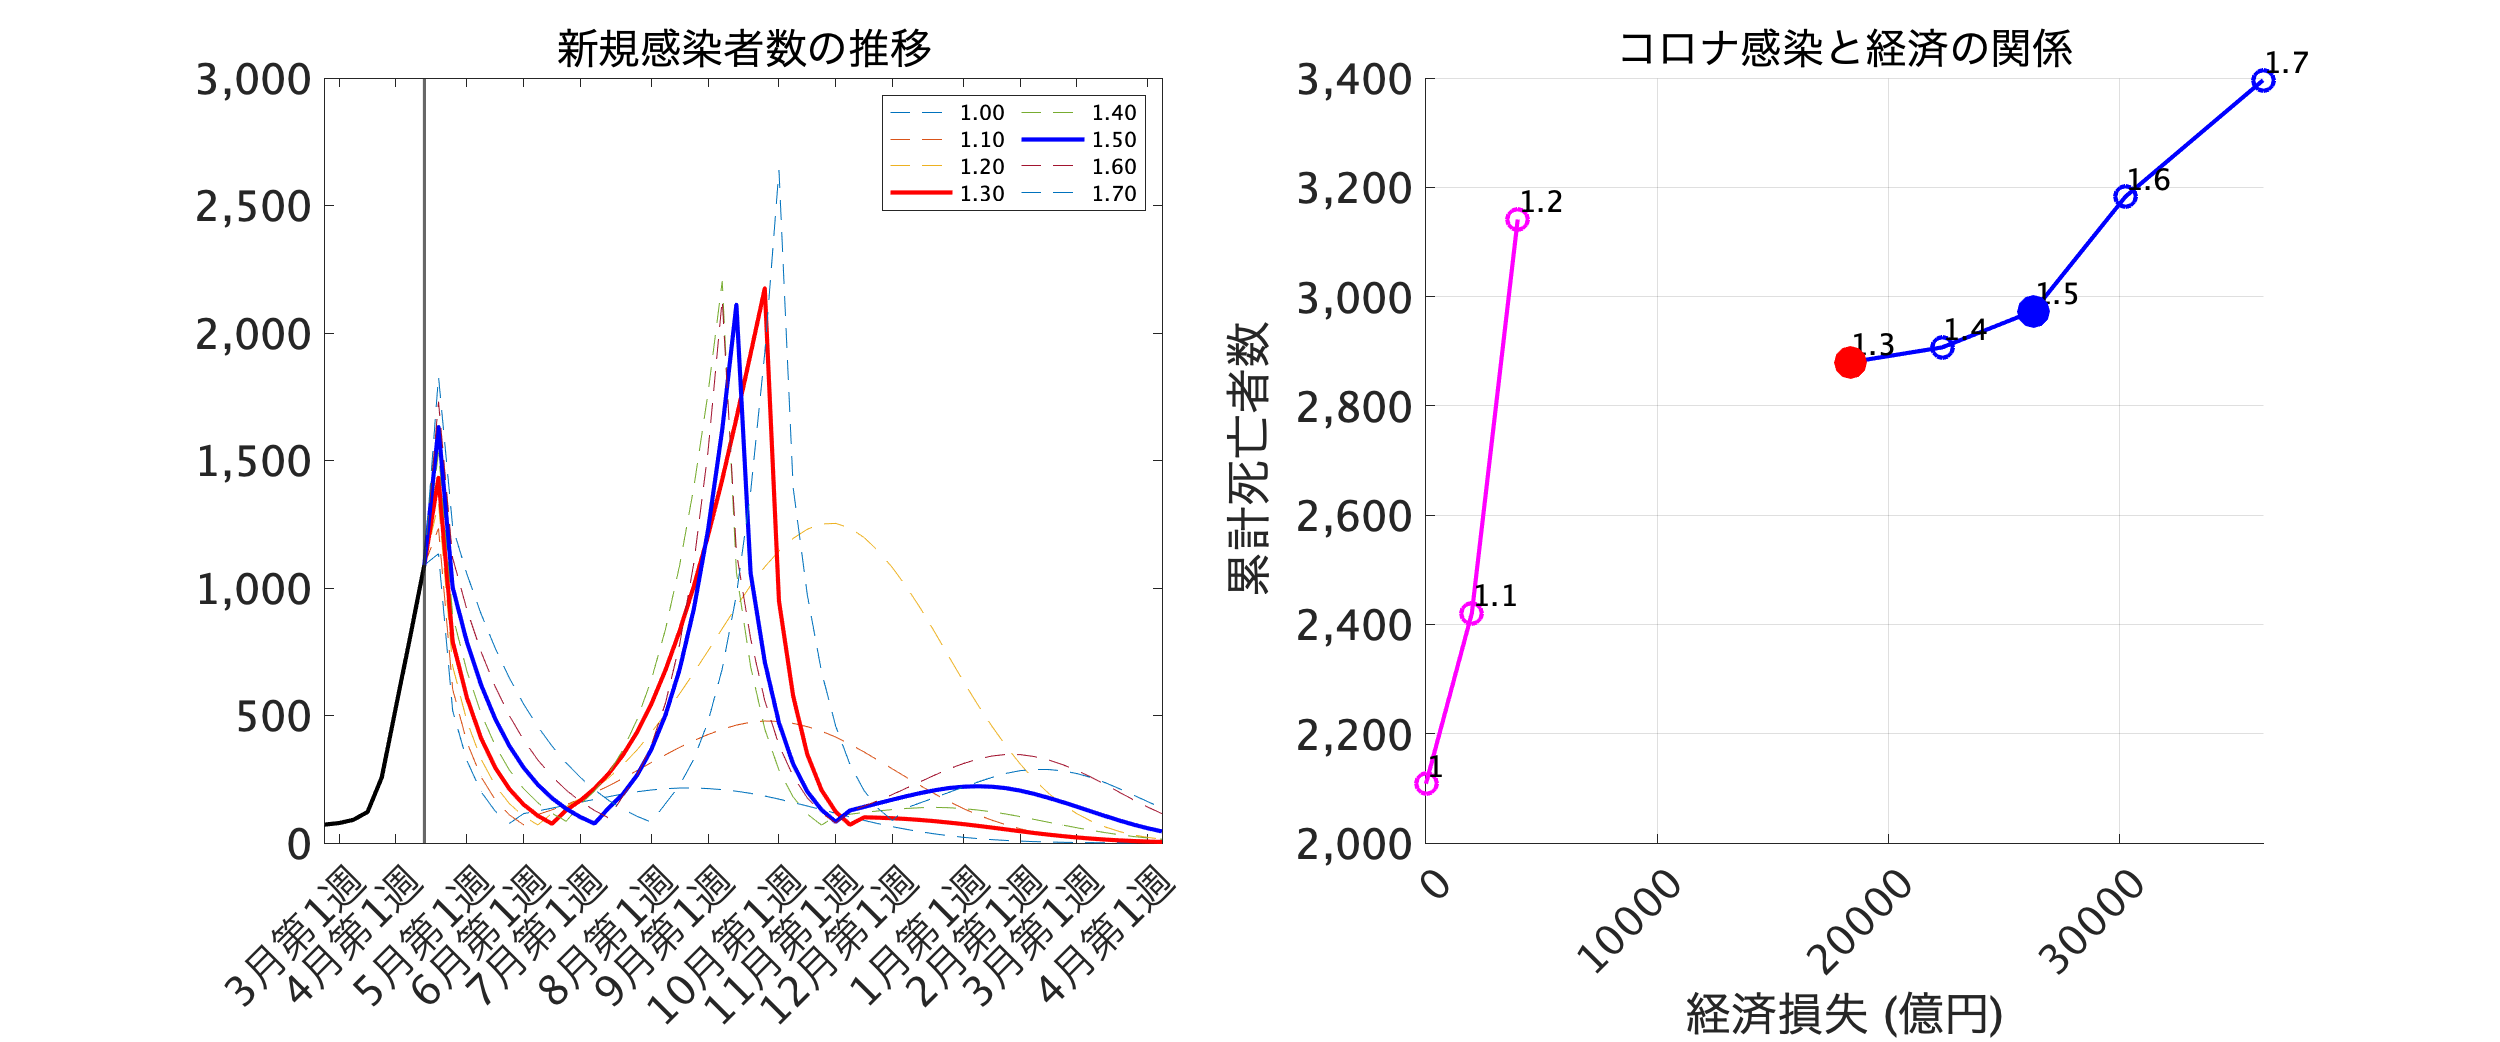 新規感染者数の推移
3,000
2,500
2,000
1,500
1,000
500
0
1.00
1.10
1.20
1.30
1.40
1.50
1.60
1.70
3月第1週
4月第1週
5月第1週
6月第1週
7月第1週
8月第1週
9月第1週
10月第1週
11月第1週
12月第1週
1月第1週
2月第1週
3月第1週
4月第1週
コロナ感染と経済の関係
累計死亡者数
3,400
3,200
3,000
2,800
2,600
2,400
2,200
2,000
1
1.1
1.2
1.3
1.4
1.5
1.6
1.7
0
10000
20000
30000
経済損失 (億円)